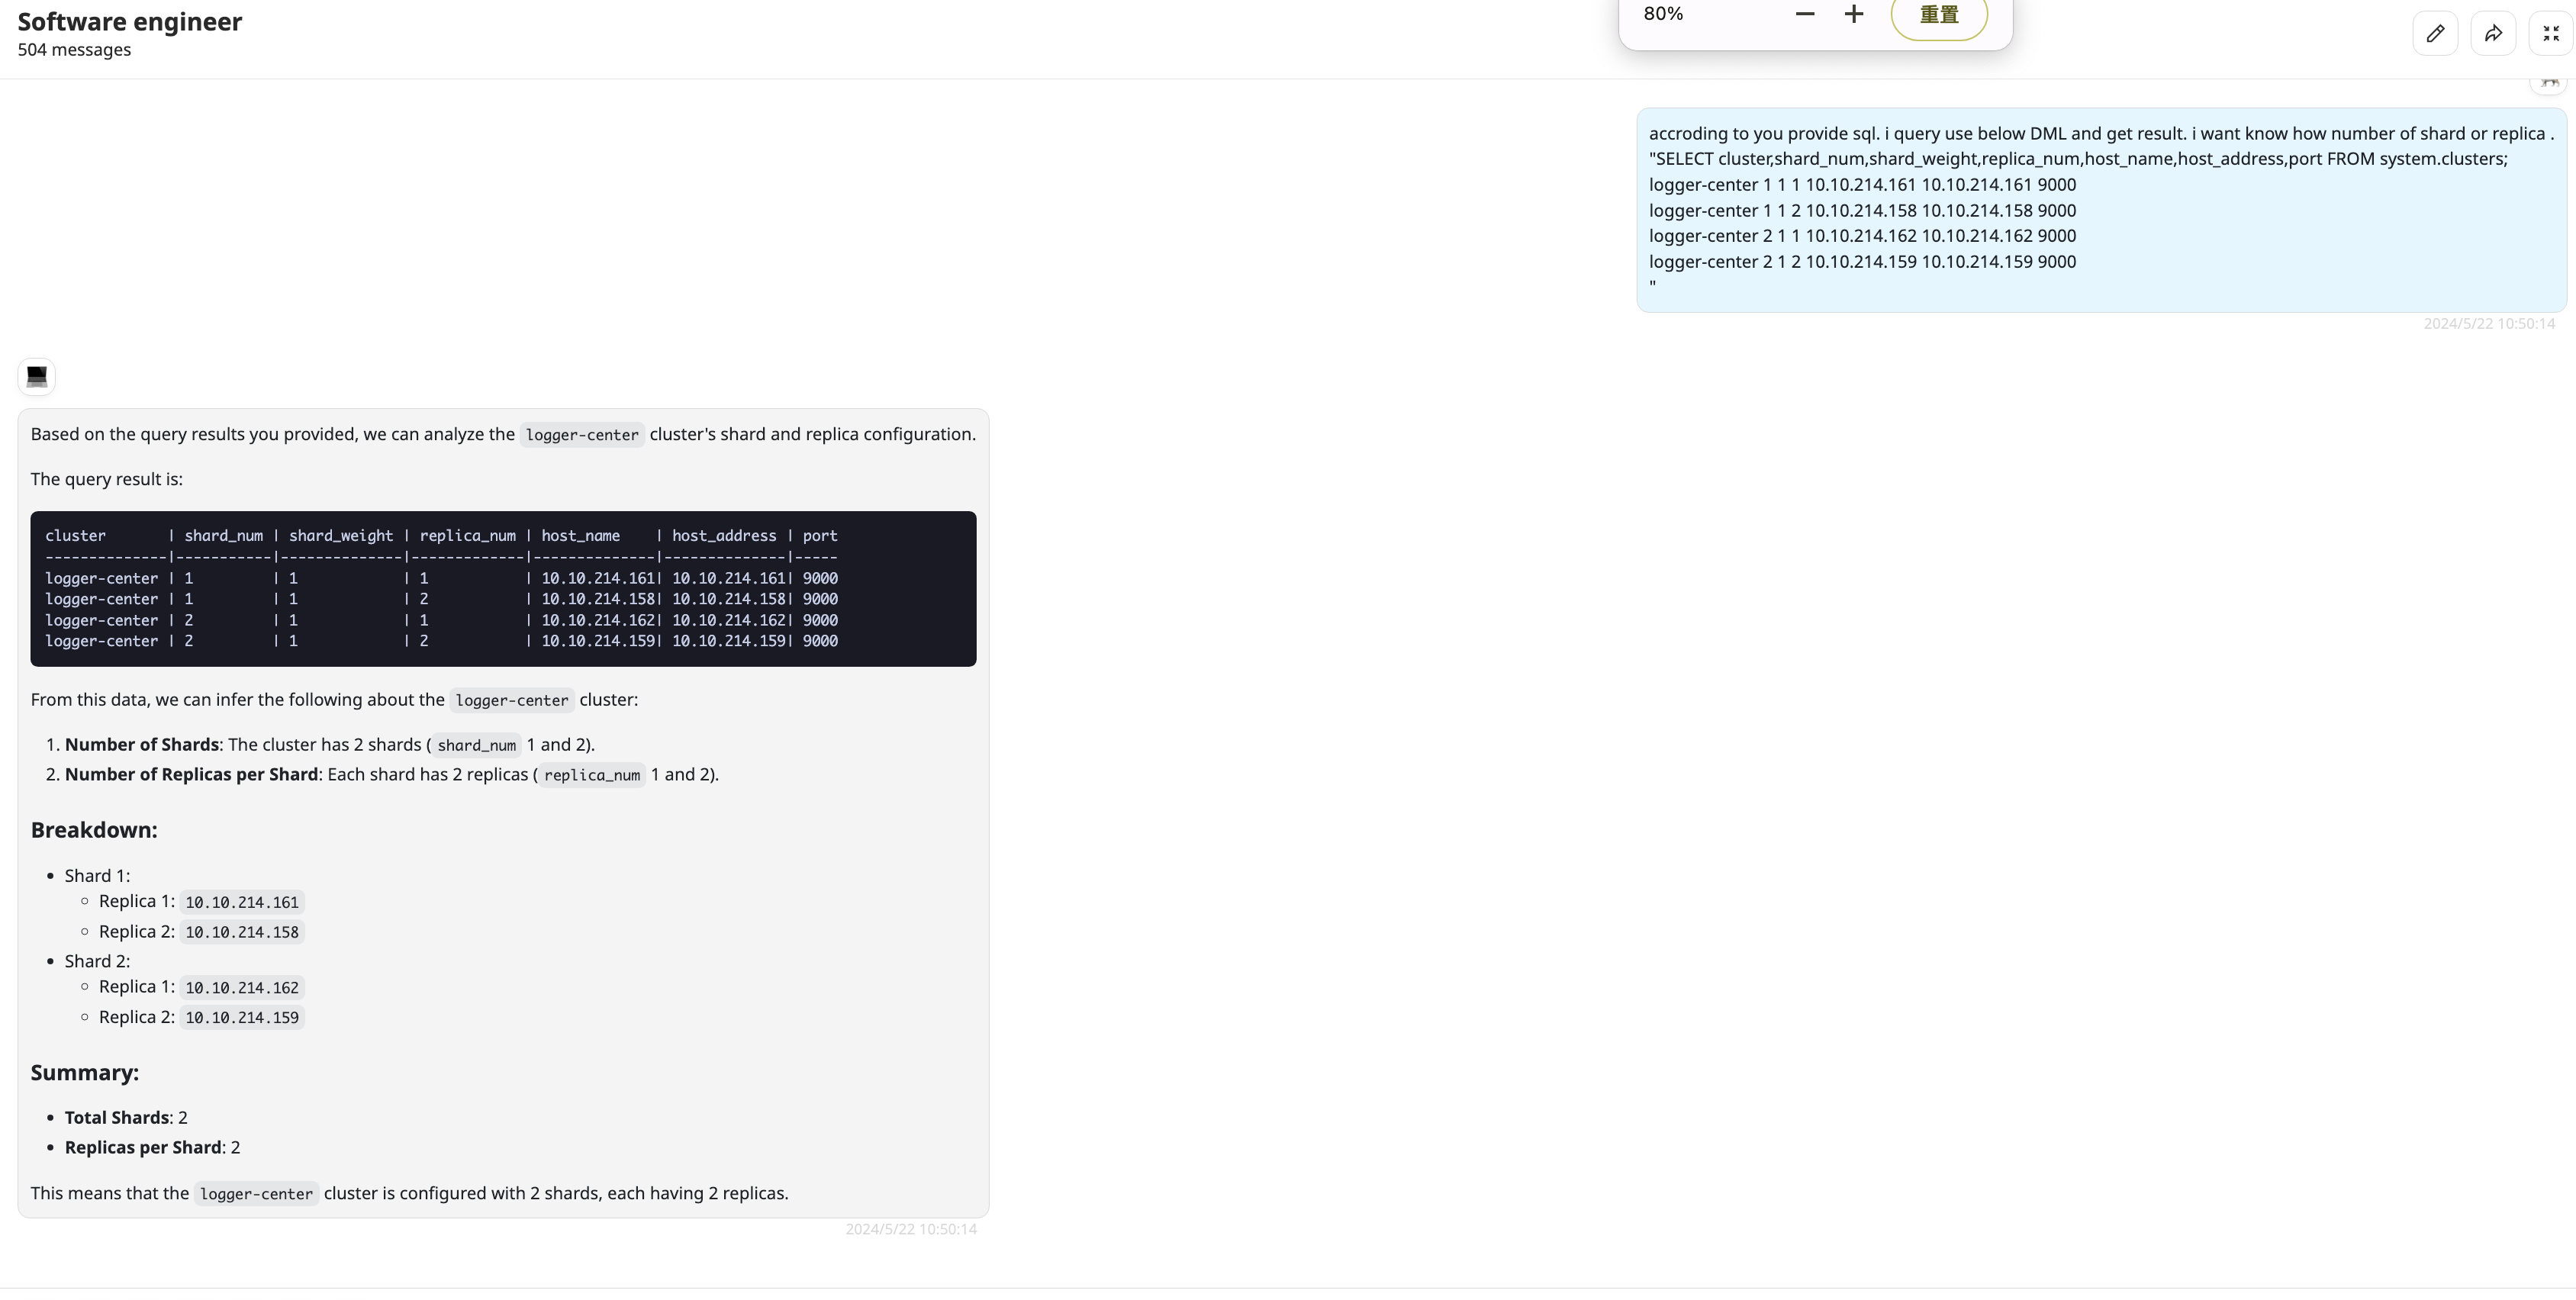 Software engineer
504 messages
80%
重置
accroding to you provide sql. i query use below DML and get result. i want know how number of shard or replica .
"SELECT cluster,shard_num,shard_weight,replica_num,host_name,host_address,port FROM system.clusters;
logger-center 1 1 1 10.10.214.161 10.10.214.161 9000
logger-center 1 1 2 10.10.214.158 10.10.214.158 9000
logger-center 2 1 1 10.10.214.162 10.10.214.162 9000
logger-center 2 1 2 10.10.214.159 10.10.214.159 9000
"
2024/5/22 10:50:14
Based on the query results you provided, we can analyze the logger-center cluster's shard and replica configuration.
The query result is:
cluster       | shard_num | shard_weight | replica_num | host_name    | host_address | port
--------------|-----------|--------------|-------------|--------------|--------------|-----
logger-center | 1         | 1            | 1           | 10.10.214.161| 10.10.214.161| 9000
logger-center | 1         | 1            | 2           | 10.10.214.158| 10.10.214.158| 9000
logger-center | 2         | 1            | 1           | 10.10.214.162| 10.10.214.162| 9000
logger-center | 2         | 1            | 2           | 10.10.214.159| 10.10.214.159| 9000
From this data, we can infer the following about the logger-center cluster:
1. Number of Shards: The cluster has 2 shards ( shard_num 1 and 2).
2. Number of Replicas per Shard: Each shard has 2 replicas ( replica_num 1 and 2).
Breakdown:
• Shard 1:
◦ Replica 1: 10.10.214.161
◦ Replica 2: 10.10.214.158
• Shard 2:
◦ Replica 1: 10.10.214.162
◦ Replica 2: 10.10.214.159
Summary:
• Total Shards: 2
• Replicas per Shard: 2
This means that the logger-center cluster is configured with 2 shards, each having 2 replicas.
2024/5/22 10:50:14